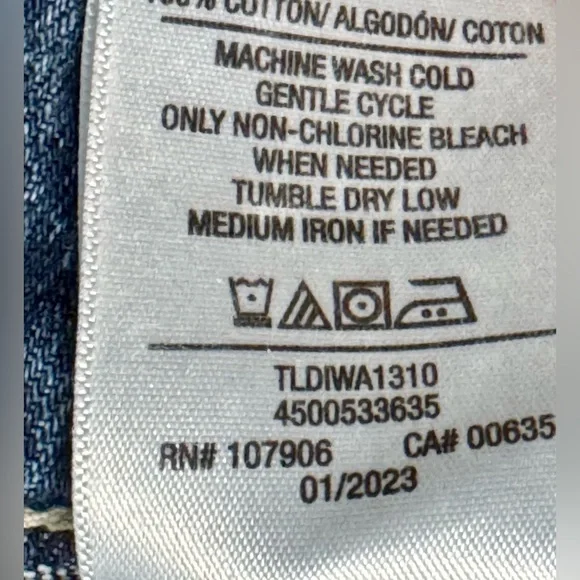 100% COTTON/ ALGODÓN/ COTON
MACHINE WASH COLD
GENTLE CYCLE
ONLY NON-CHLORINE BLEACH
WHEN NEEDED
TUMBLE DRY LOW
MEDIUM IRON IF NEEDED
TLDIWA1310
4500533635
RN# 107906 CA# 00635
01/2023